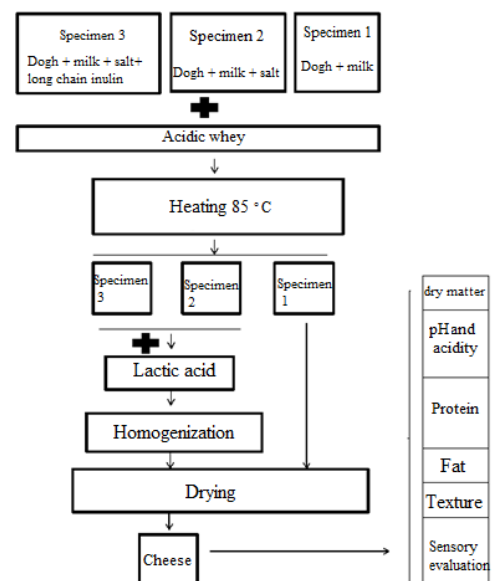 Specimen 3
Dogh + milk + salt+
long chain inulin
Specimen 2
Dogh + milk + salt
Specimen 1
Dogh + milk
Acidic whey
Heating 85 °C
Specimen
3
Specimen
2
Specimen
1
Lactic acid
Homogenization
Drying
Cheese
dry matter
pHand
acidity
Protein
Fat
Texture
Sensory
evaluation